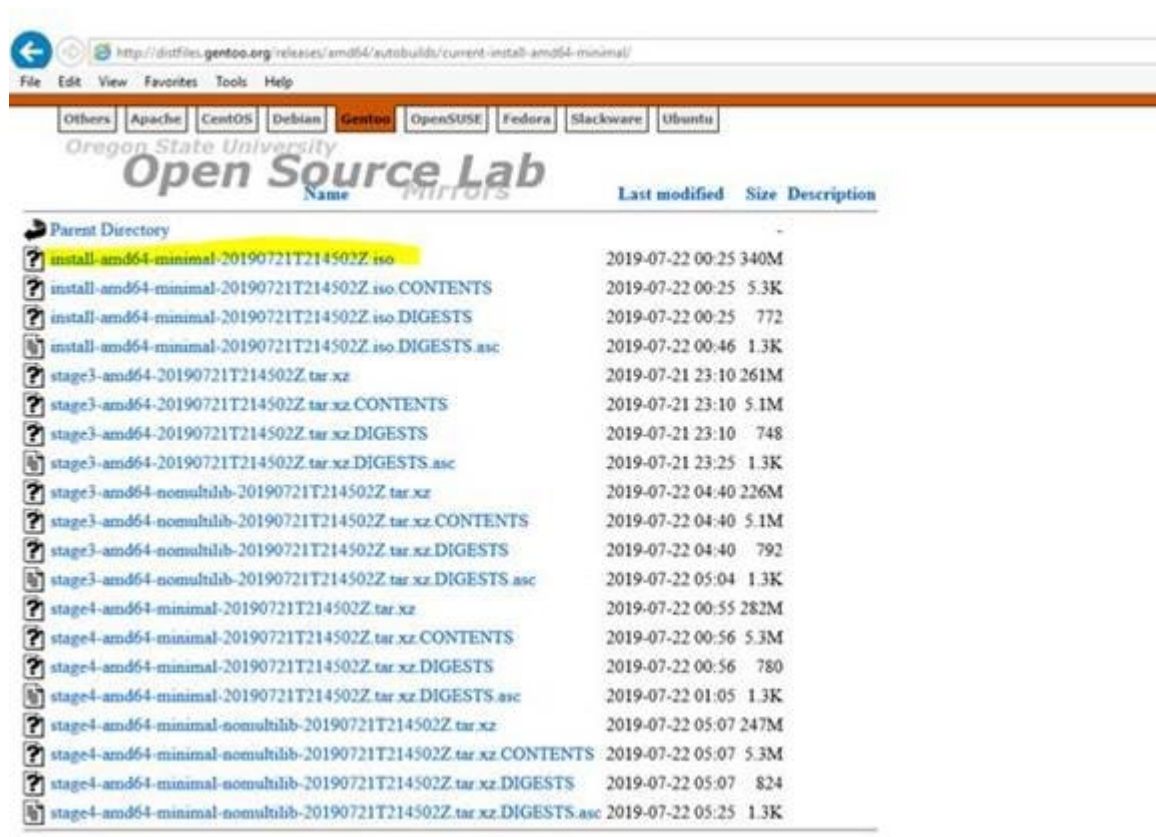 http://distfiles.gentoo.org/releases/amd64/autobuilds/current-install-amd64-minimal/
File Edit View Favorites Tools Help
Others Apache CentOS Debian Gentoo OpenSUSE Fedora Slackware Ubuntu
Oregon State University
Open Source Lab
Mirrors
Name Last modified Size Description
Parent Directory -
install-amd64-minimal-20190721T214502Z.iso 2019-07-22 00:25 340M
install-amd64-minimal-20190721T214502Z.iso.CONTENTS 2019-07-22 00:25 5.3K
install-amd64-minimal-20190721T214502Z.iso.DIGESTS 2019-07-22 00:25 772
install-amd64-minimal-20190721T214502Z.iso.DIGESTS.asc 2019-07-22 00:46 1.3K
stage3-amd64-20190721T214502Z.tar.xz 2019-07-21 23:10 261M
stage3-amd64-20190721T214502Z.tar.xz.CONTENTS 2019-07-21 23:10 5.1M
stage3-amd64-20190721T214502Z.tar.xz.DIGESTS 2019-07-21 23:10 748
stage3-amd64-20190721T214502Z.tar.xz.DIGESTS.asc 2019-07-21 23:25 1.3K
stage3-amd64-nomultilib-20190721T214502Z.tar.xz 2019-07-22 04:40 226M
stage3-amd64-nomultilib-20190721T214502Z.tar.xz.CONTENTS 2019-07-22 04:40 5.1M
stage3-amd64-nomultilib-20190721T214502Z.tar.xz.DIGESTS 2019-07-22 04:40 792
stage3-amd64-nomultilib-20190721T214502Z.tar.xz.DIGESTS.asc 2019-07-22 05:04 1.3K
stage4-amd64-minimal-20190721T214502Z.tar.xz 2019-07-22 00:55 282M
stage4-amd64-minimal-20190721T214502Z.tar.xz.CONTENTS 2019-07-22 00:56 5.3M
stage4-amd64-minimal-20190721T214502Z.tar.xz.DIGESTS 2019-07-22 00:56 780
stage4-amd64-minimal-20190721T214502Z.tar.xz.DIGESTS.asc 2019-07-22 01:05 1.3K
stage4-amd64-minimal-nomultilib-20190721T214502Z.tar.xz 2019-07-22 05:07 247M
stage4-amd64-minimal-nomultilib-20190721T214502Z.tar.xz.CONTENTS 2019-07-22 05:07 5.3M
stage4-amd64-minimal-nomultilib-20190721T214502Z.tar.xz.DIGESTS 2019-07-22 05:07 824
stage4-amd64-minimal-nomultilib-20190721T214502Z.tar.xz.DIGESTS.asc 2019-07-22 05:25 1.3K